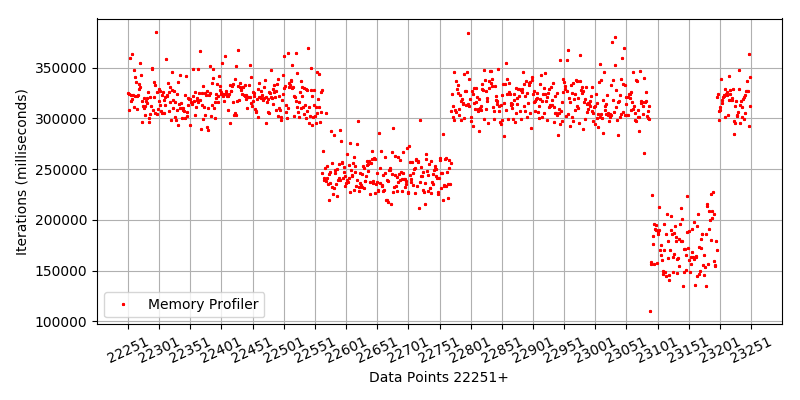 Iterations (milliseconds)
350000
300000
250000
200000
150000
100000
Memory Profiler
22251 22301 22351 22401 22451 22501 22551 22601 22651 22701 22751 22801 22851 22901 22951 23001 23051 23101 23151 23201 23251
Data Points 22251+